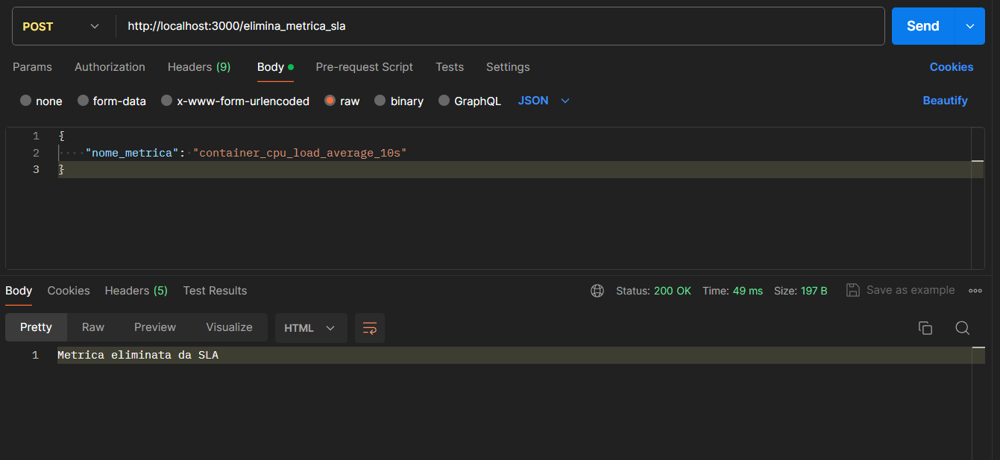 POST http://localhost:3000/elimina_metrica_sla Send
Params Authorization Headers (9) Body Pre-request Script Tests Settings Cookies
none form-data x-www-form-urlencoded raw binary GraphQL JSON Beautify
1 {
2 "nome_metrica": "container_cpu_load_average_10s"
3 }
Body Cookies Headers (5) Test Results Status: 200 OK Time: 49 ms Size: 197 B Save as example
Pretty Raw Preview Visualize HTML
1 Metrica eliminata da SLA